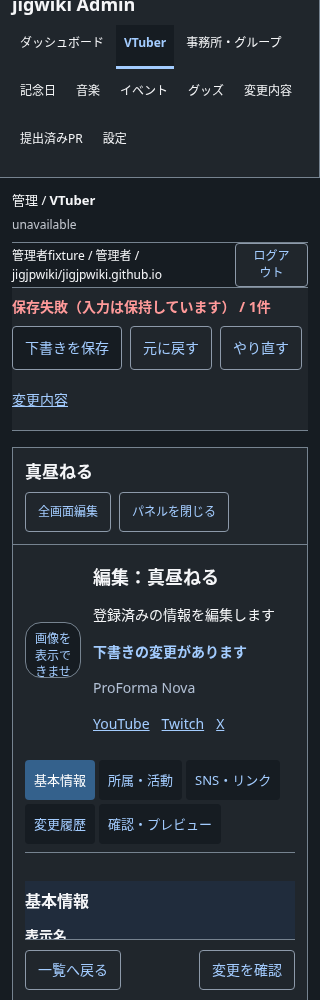 jigwiki Admin
ダッシュボード VTuber 事務所・グループ
記念日 音楽 イベント グッズ 変更内容
提出済みPR 設定
管理 / VTuber
unavailable
管理者fixture / 管理者 /
jigjpwiki/jigjpwiki.github.io
ログア
ウト
保存失敗（入力は保持しています） / 1件
下書きを保存 元に戻す やり直す
変更内容
真昼ねる
全画面編集 パネルを閉じる
画像を
表示で
きませ
編集：真昼ねる
登録済みの情報を編集します
下書きの変更があります
ProForma Nova
YouTube Twitch X
基本情報 所属・活動 SNS・リンク
変更履歴 確認・プレビュー
基本情報
表示名
一覧へ戻る 変更を確認